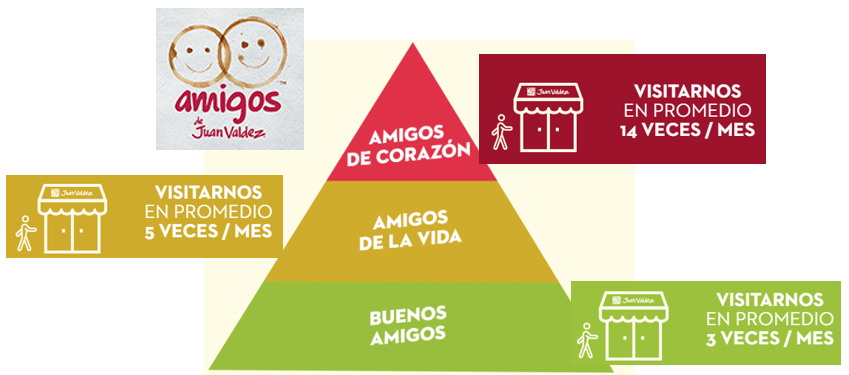 amigos
de
Juan Valdez
TM
AMIGOS
DE CORAZÓN
Juan Valdez
VISITARNOS
EN PROMEDIO
14 VECES / MES
Juan Valdez
VISITARNOS
EN PROMEDIO
5 VECES / MES
AMIGOS
DE LA VIDA
BUENOS
AMIGOS
Juan Valdez
VISITARNOS
EN PROMEDIO
3 VECES / MES